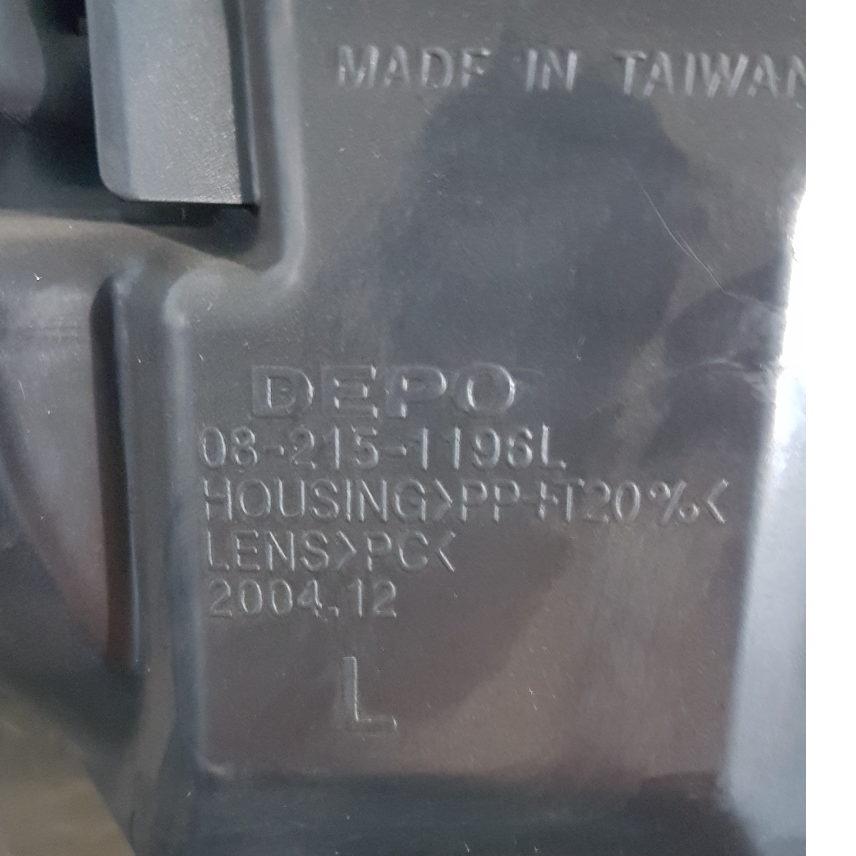 MADE IN TAIWAN
DEPO
08-215-1196L
HOUSING>PP+T20%<
LENS>PC<
2004.12
L